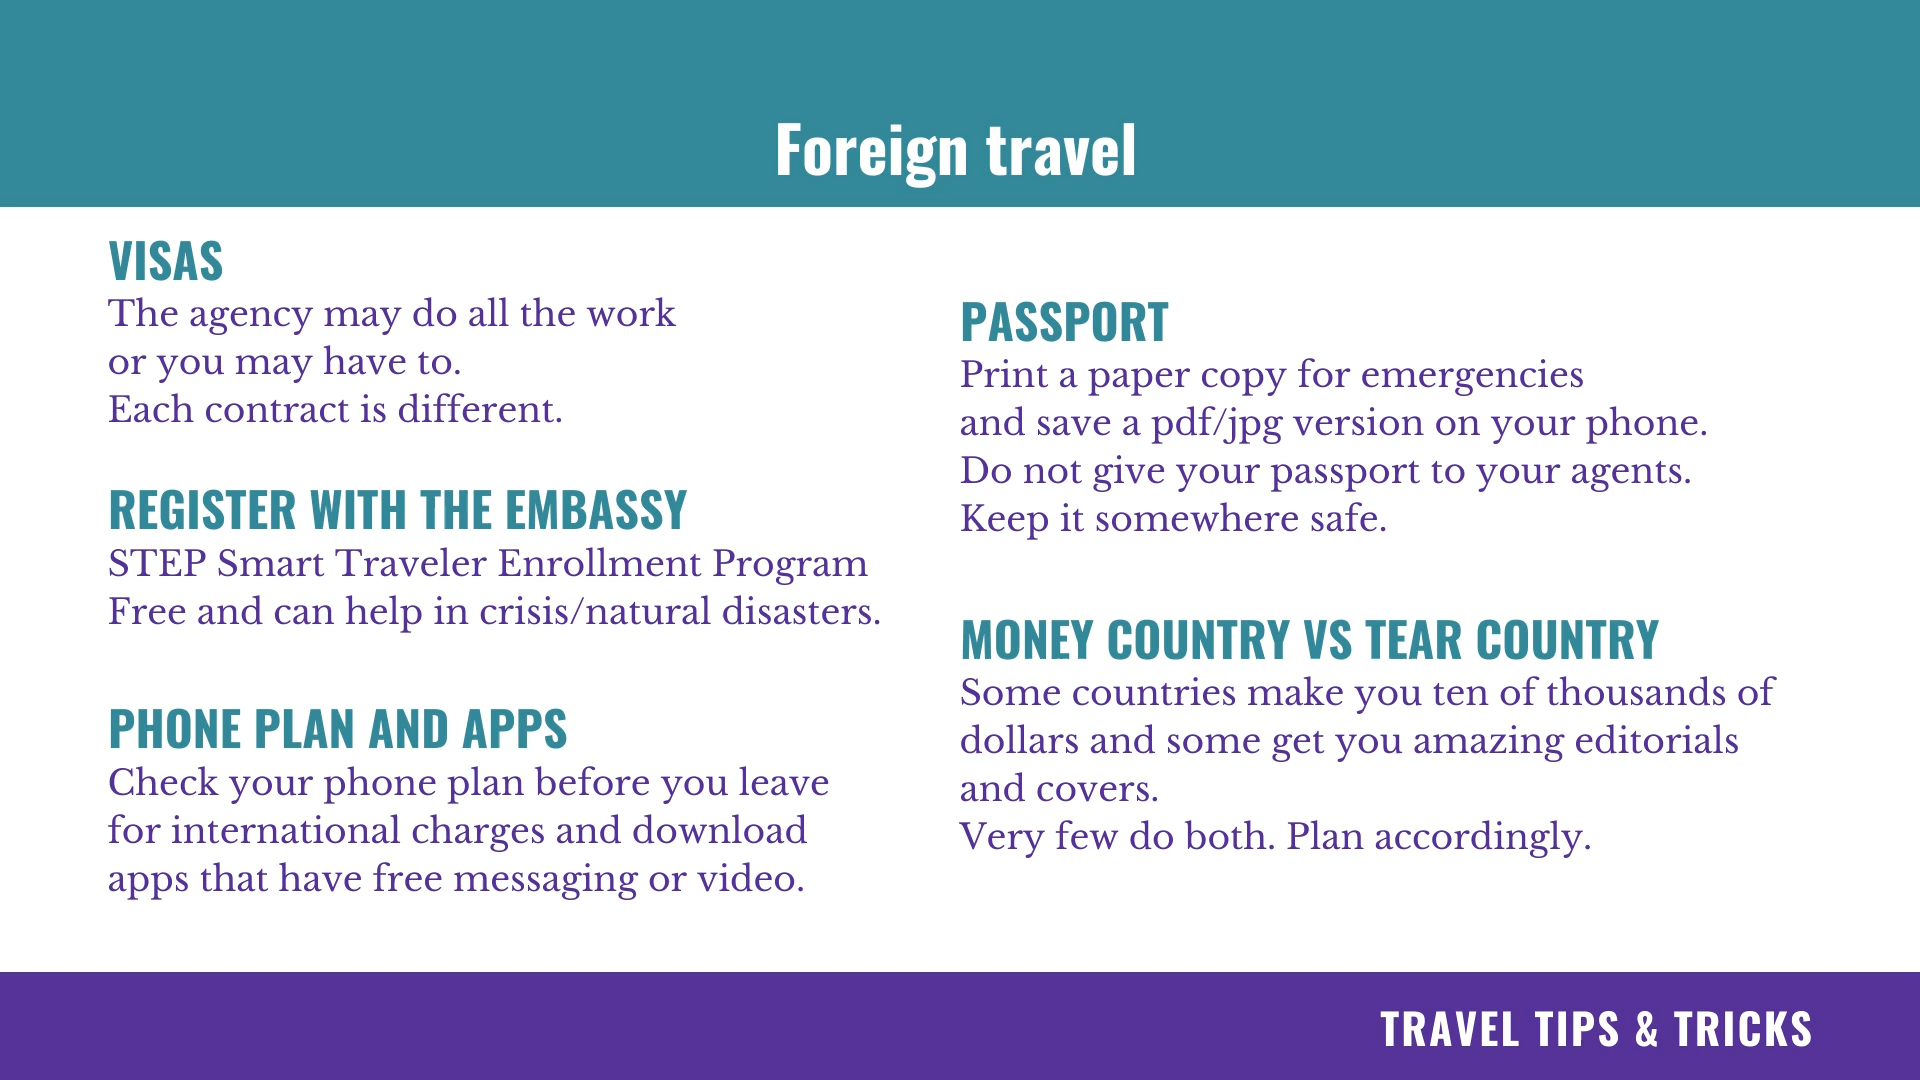 Foreign travel
VISAS
The agency may do all the work
or you may have to.
Each contract is different.
REGISTER WITH THE EMBASSY
STEP Smart Traveler Enrollment Program
Free and can help in crisis/natural disasters.
PHONE PLAN AND APPS
Check your phone plan before you leave
for international charges and download
apps that have free messaging or video.
PASSPORT
Print a paper copy for emergencies
and save a pdf/jpg version on your phone.
Do not give your passport to your agents.
Keep it somewhere safe.
MONEY COUNTRY VS TEAR COUNTRY
Some countries make you ten of thousands of
dollars and some get you amazing editorials
and covers.
Very few do both. Plan accordingly.
TRAVEL TIPS & TRICKS